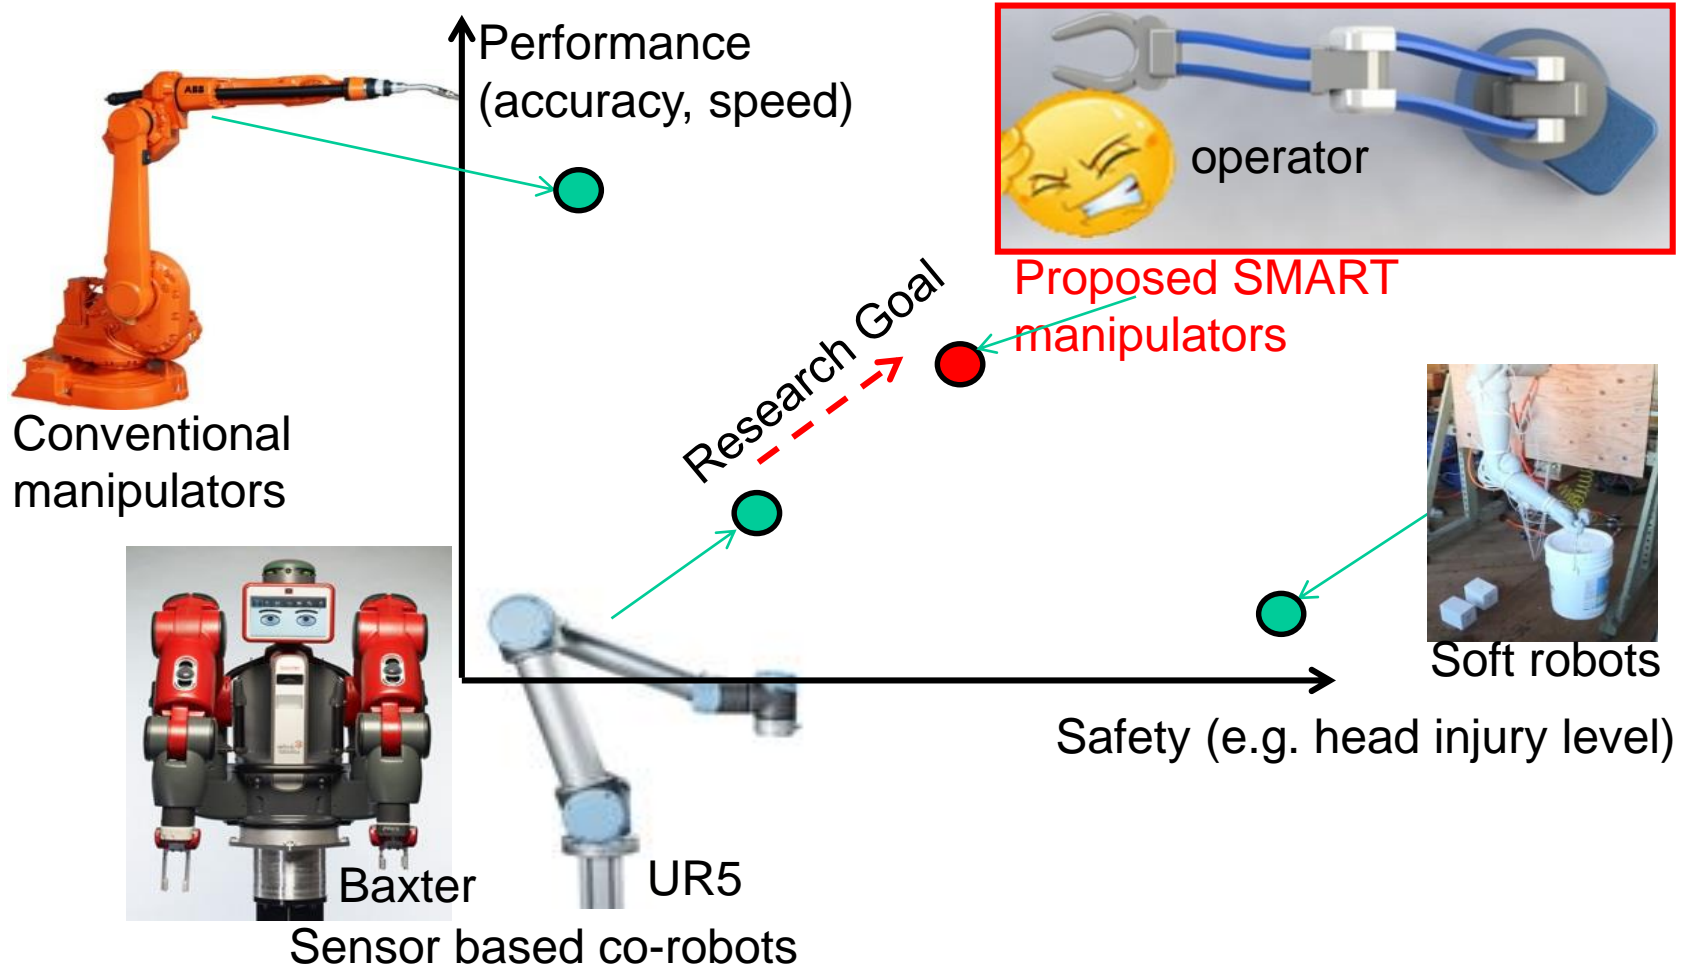 Performance
(accuracy, speed)
ABB
operator
Proposed SMART
manipulators
Research Goal
Conventional
manipulators
Soft robots
Safety (e.g. head injury level)
Baxter
UR5
Sensor based co-robots